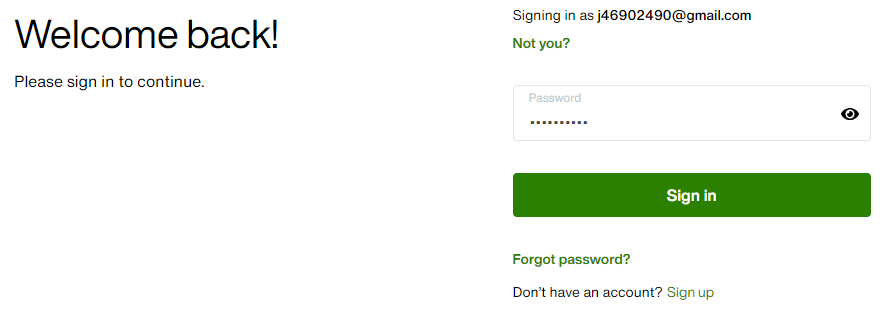 Welcome back!
Please sign in to continue.
Signing in as j46902490@gmail.com
Not you?
Password
..........
Sign in
Forgot password?
Don't have an account? Sign up